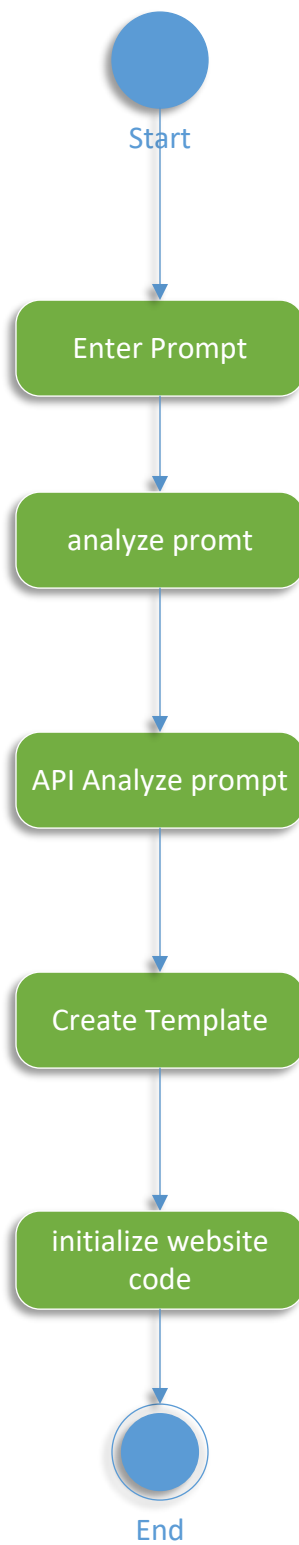 Start
Enter Prompt
analyze promt
API Analyze prompt
Create Template
initialize website
code
End